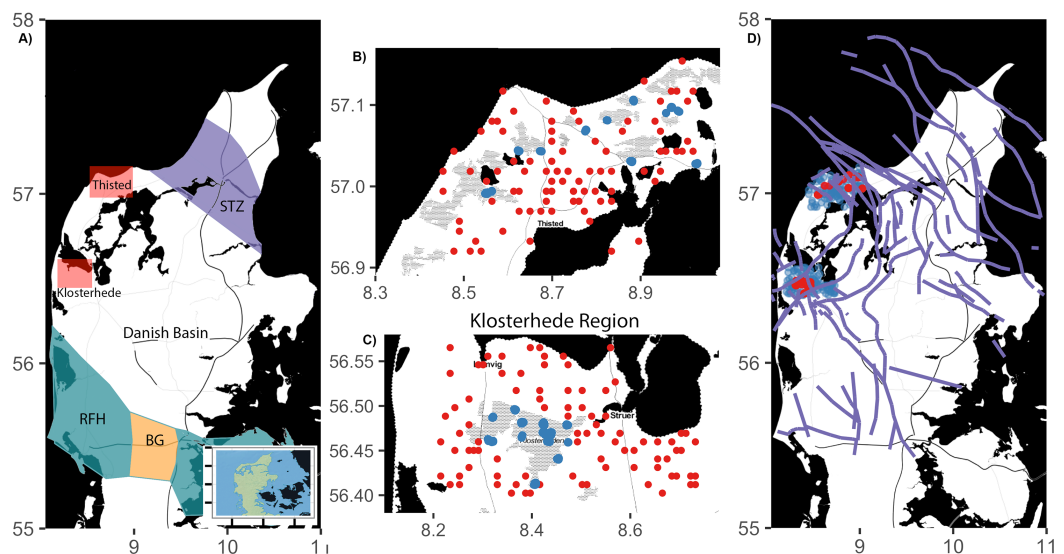 A)
58
57
56
55
9
10
Thisted
STZ
Klosterhede
Danish Basin
RFH
BG
B)
57.1
57.0
56.9
8.3
8.5
8.7
8.9
Thisted
Klosterhede Region
C)
56.55
56.50
56.45
56.40
8.2
8.4
8.6
Struer
D)
58
57
56
55
9
10
11